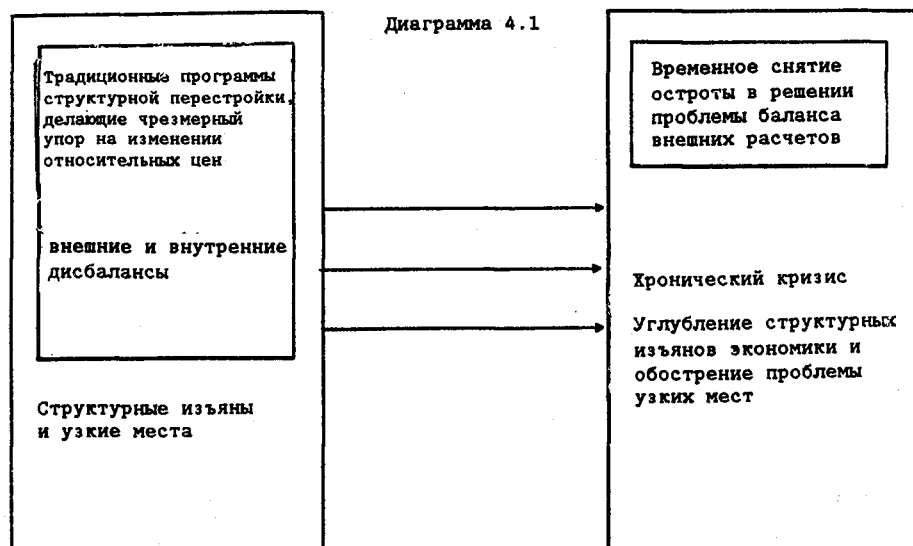 Диаграмма 4.1
Традиционные программы
структурной перестройки,
делающие чрезмерный
упор на изменении
относительных цен
внешние и внутренние
дисбалансы
Структурные изъяны
и узкие места
Временное снятие
остроты в решении
проблемы баланса
внешних расчетов
Хронический кризис
Углубление структурных
изъянов экономики и
обострение проблемы
узких мест